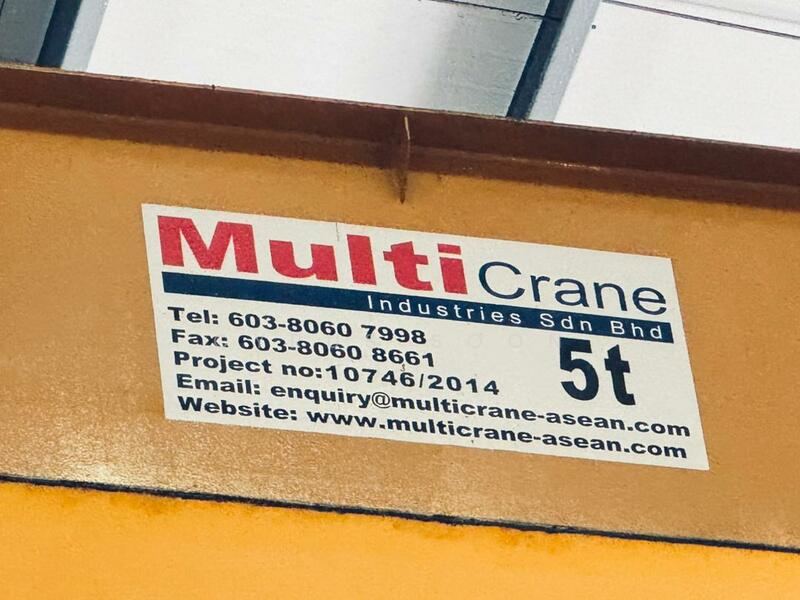 Multi Crane
Industries Sdn Bhd
Tel: 603-8060 7998
Fax: 603-8060 8661
5t
Project no:10746/2014
Email: enquiry@multicrane-asean.com
Website: www.multicrane-asean.com